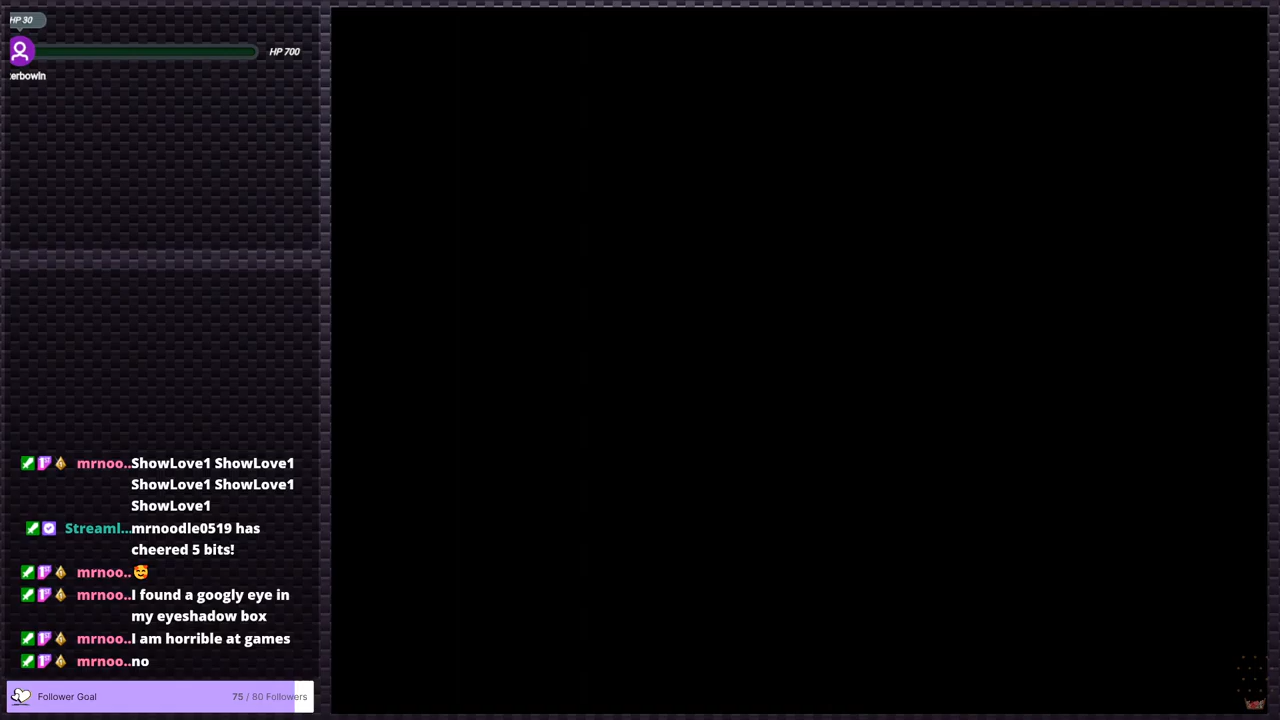 HP 30
HP 700
erbowln
mrnoo..ShowLove1 ShowLove1
ShowLove1 ShowLove1
ShowLove1
Streaml...mrnoodle0519 has
cheered 5 bits!
mrnoo..🥰
mrnoo..I found a googly eye in
my eyeshadow box
mrnoo..I am horrible at games
mrnoo..no
Follower Goal 75 / 80 Followers